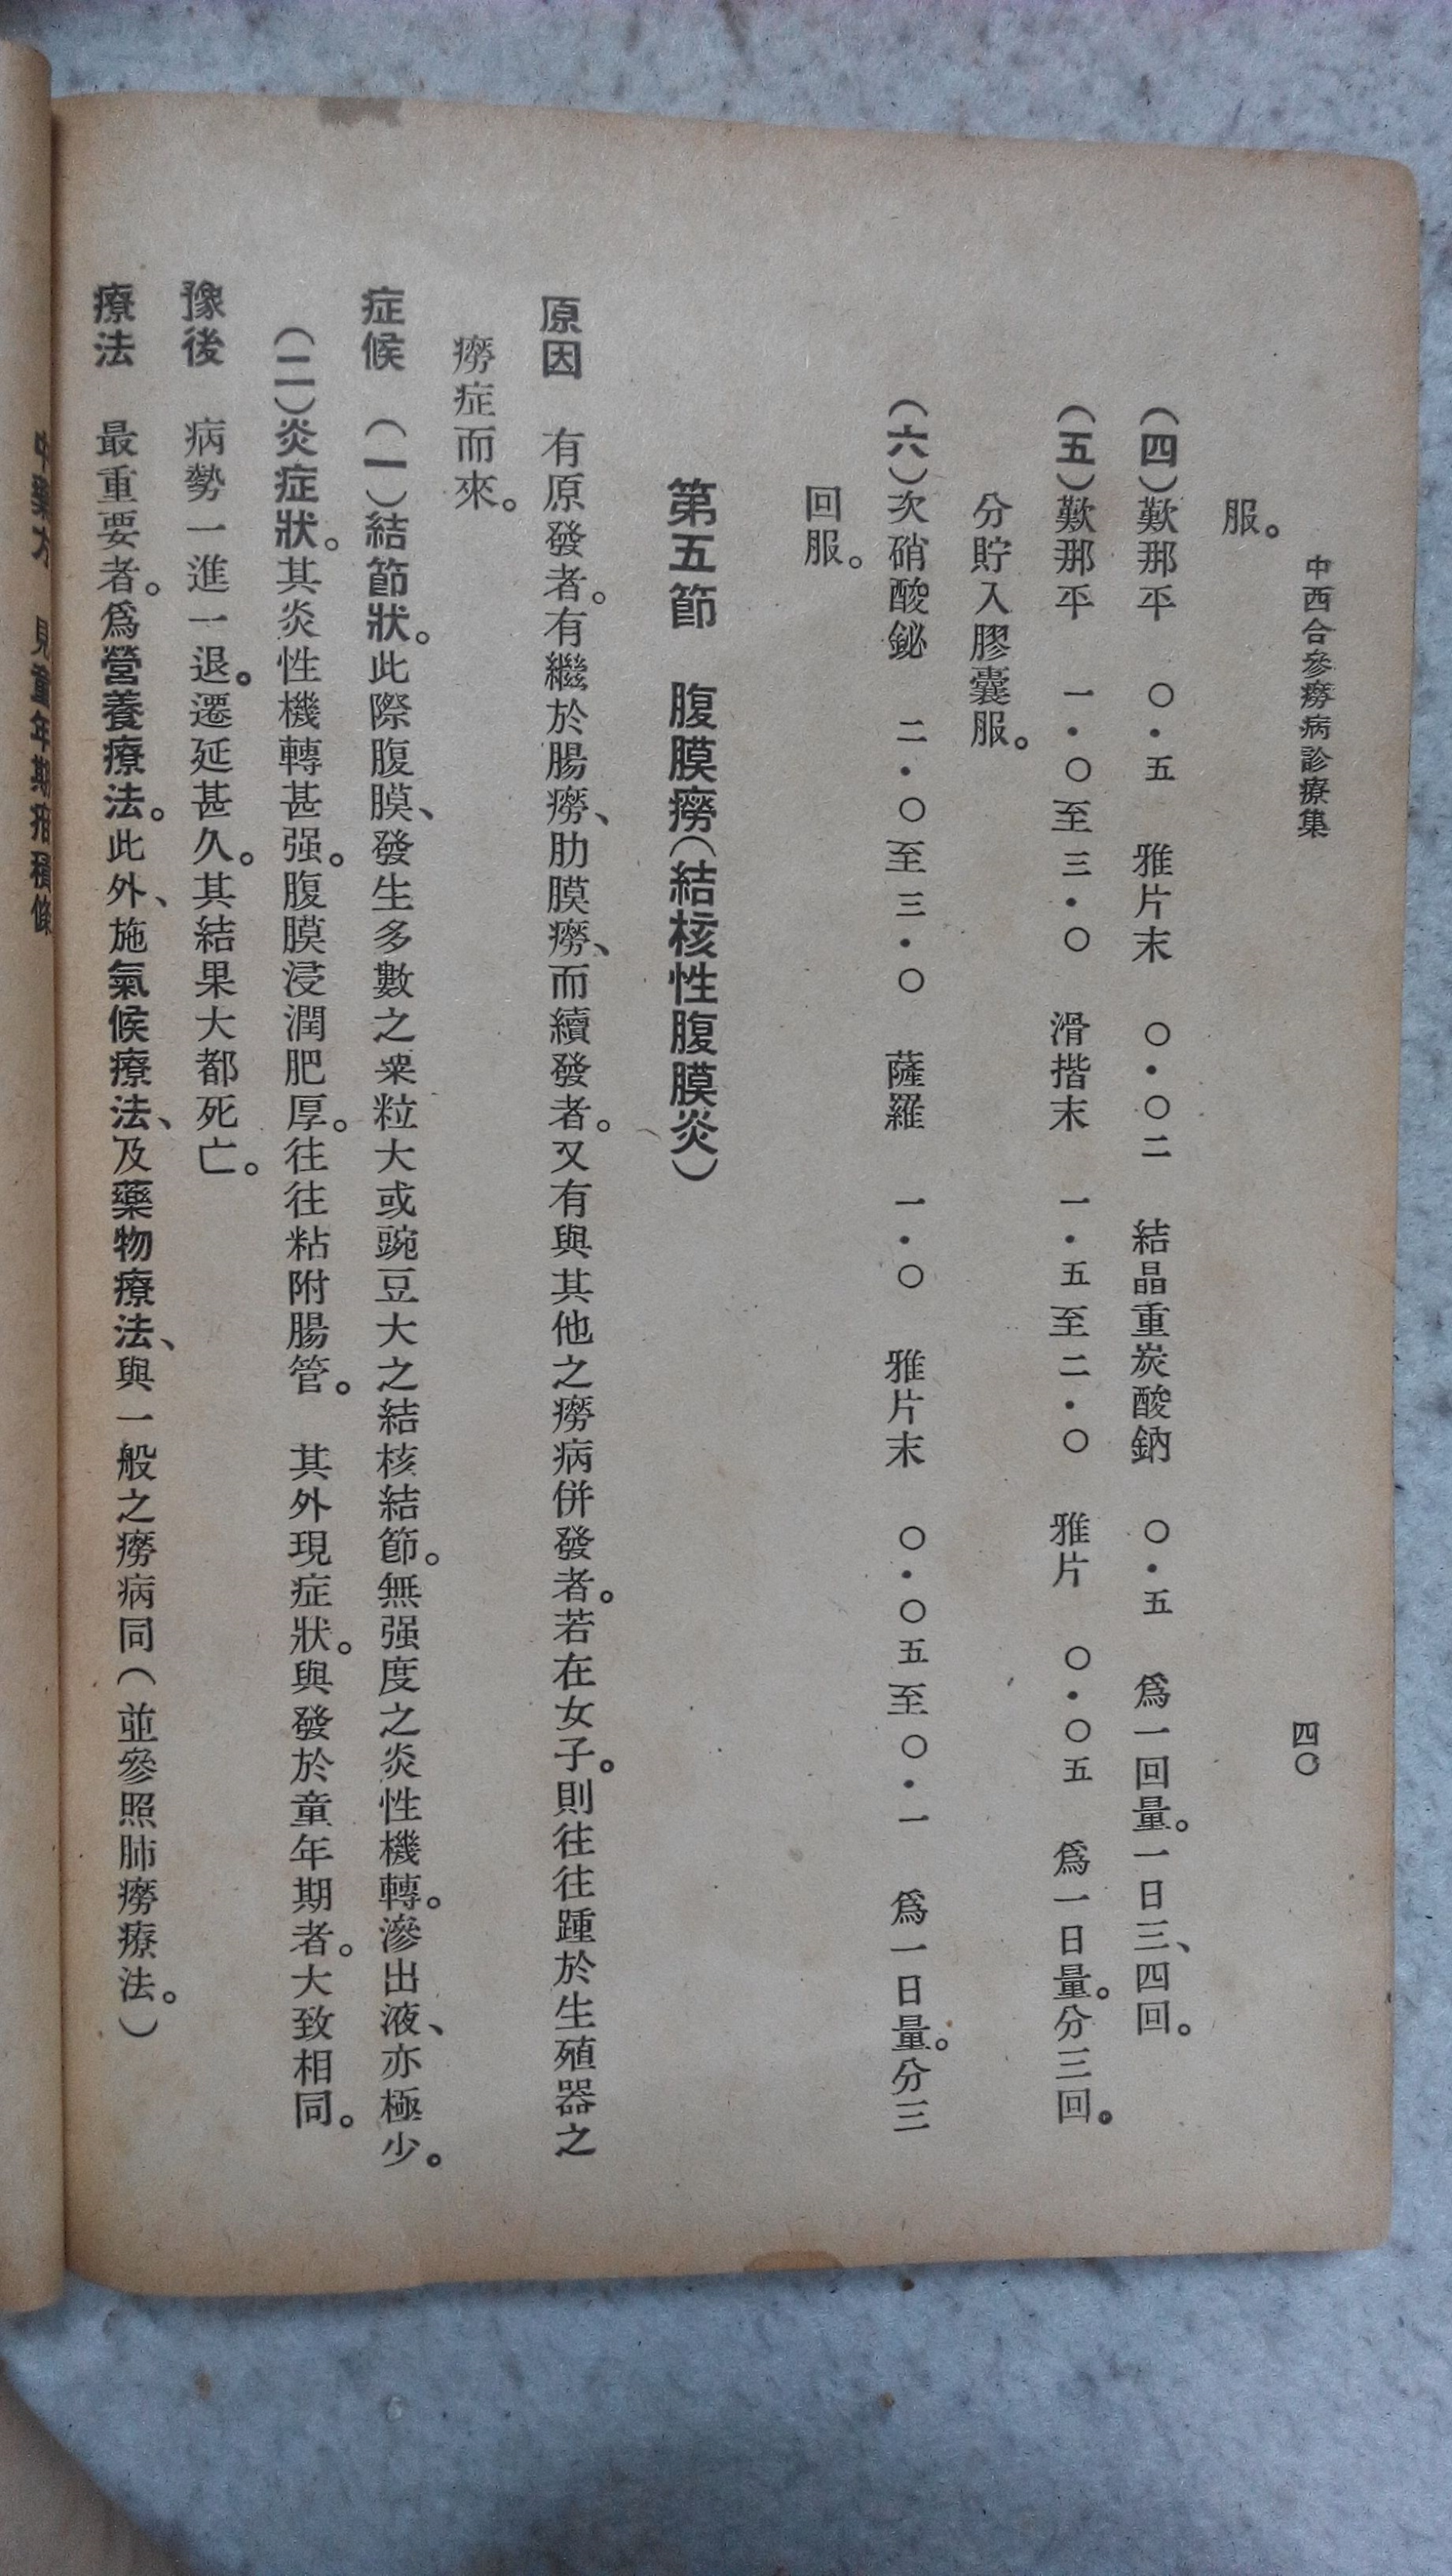 中西合參癆病診療集 四〇
服。
（四）歎那平 〇・五 雅片末 〇・〇二 結晶重炭酸鈉 〇・五 爲一回量。一日三、四回。
（五）歎那平 一・〇至三・〇 滑揩末 一・五至二・〇 雅片 〇・〇五 爲一日量。分三回。
分貯入膠囊服。
（六）次硝酸鉍 二・〇至三・〇 薩羅 一・〇 雅片末 〇・〇五至〇・一 爲一日量。分三
回服。
第五節 腹膜癆（結核性腹膜炎）
原因 有原發者。有繼於腸癆、肋膜癆、而續發者。又有與其他之癆病併發者。若在女子。則往往踵於生殖器之
癆症而來。
症候 （一）結節狀。此際腹膜、發生多數之粟粒大或豌豆大之結核結節。無强度之炎性機轉。滲出液、亦極少。
（二）炎症狀。其炎性機轉甚强。腹膜浸潤肥厚。往往粘附腸管。 其外現症狀。與發於童年期者。大致相同。
豫後 病勢一進一退。遷延甚久。其結果大都死亡。
療法 最重要者。爲營養療法。此外、施氣候療法、及藥物療法、與一般之癆病同（並參照肺癆療法。）
中藥方 見童年期疳積條